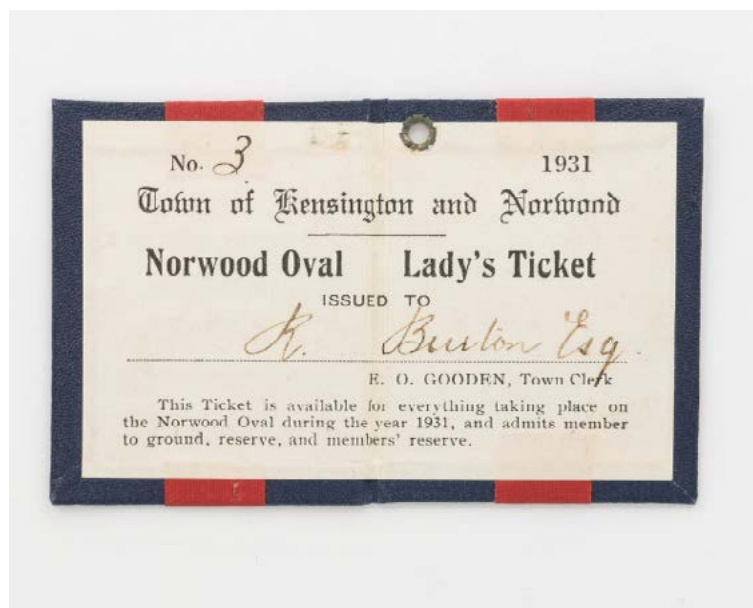 No. 3 1931
Town of Kensington and Norwood
Norwood Oval Lady's Ticket
ISSUED TO
R. Burton Esq
E. O. GOODEN, Town Clerk
This Ticket is available for everything taking place on
the Norwood Oval during the year 1931, and admits member
to ground, reserve, and members' reserve.